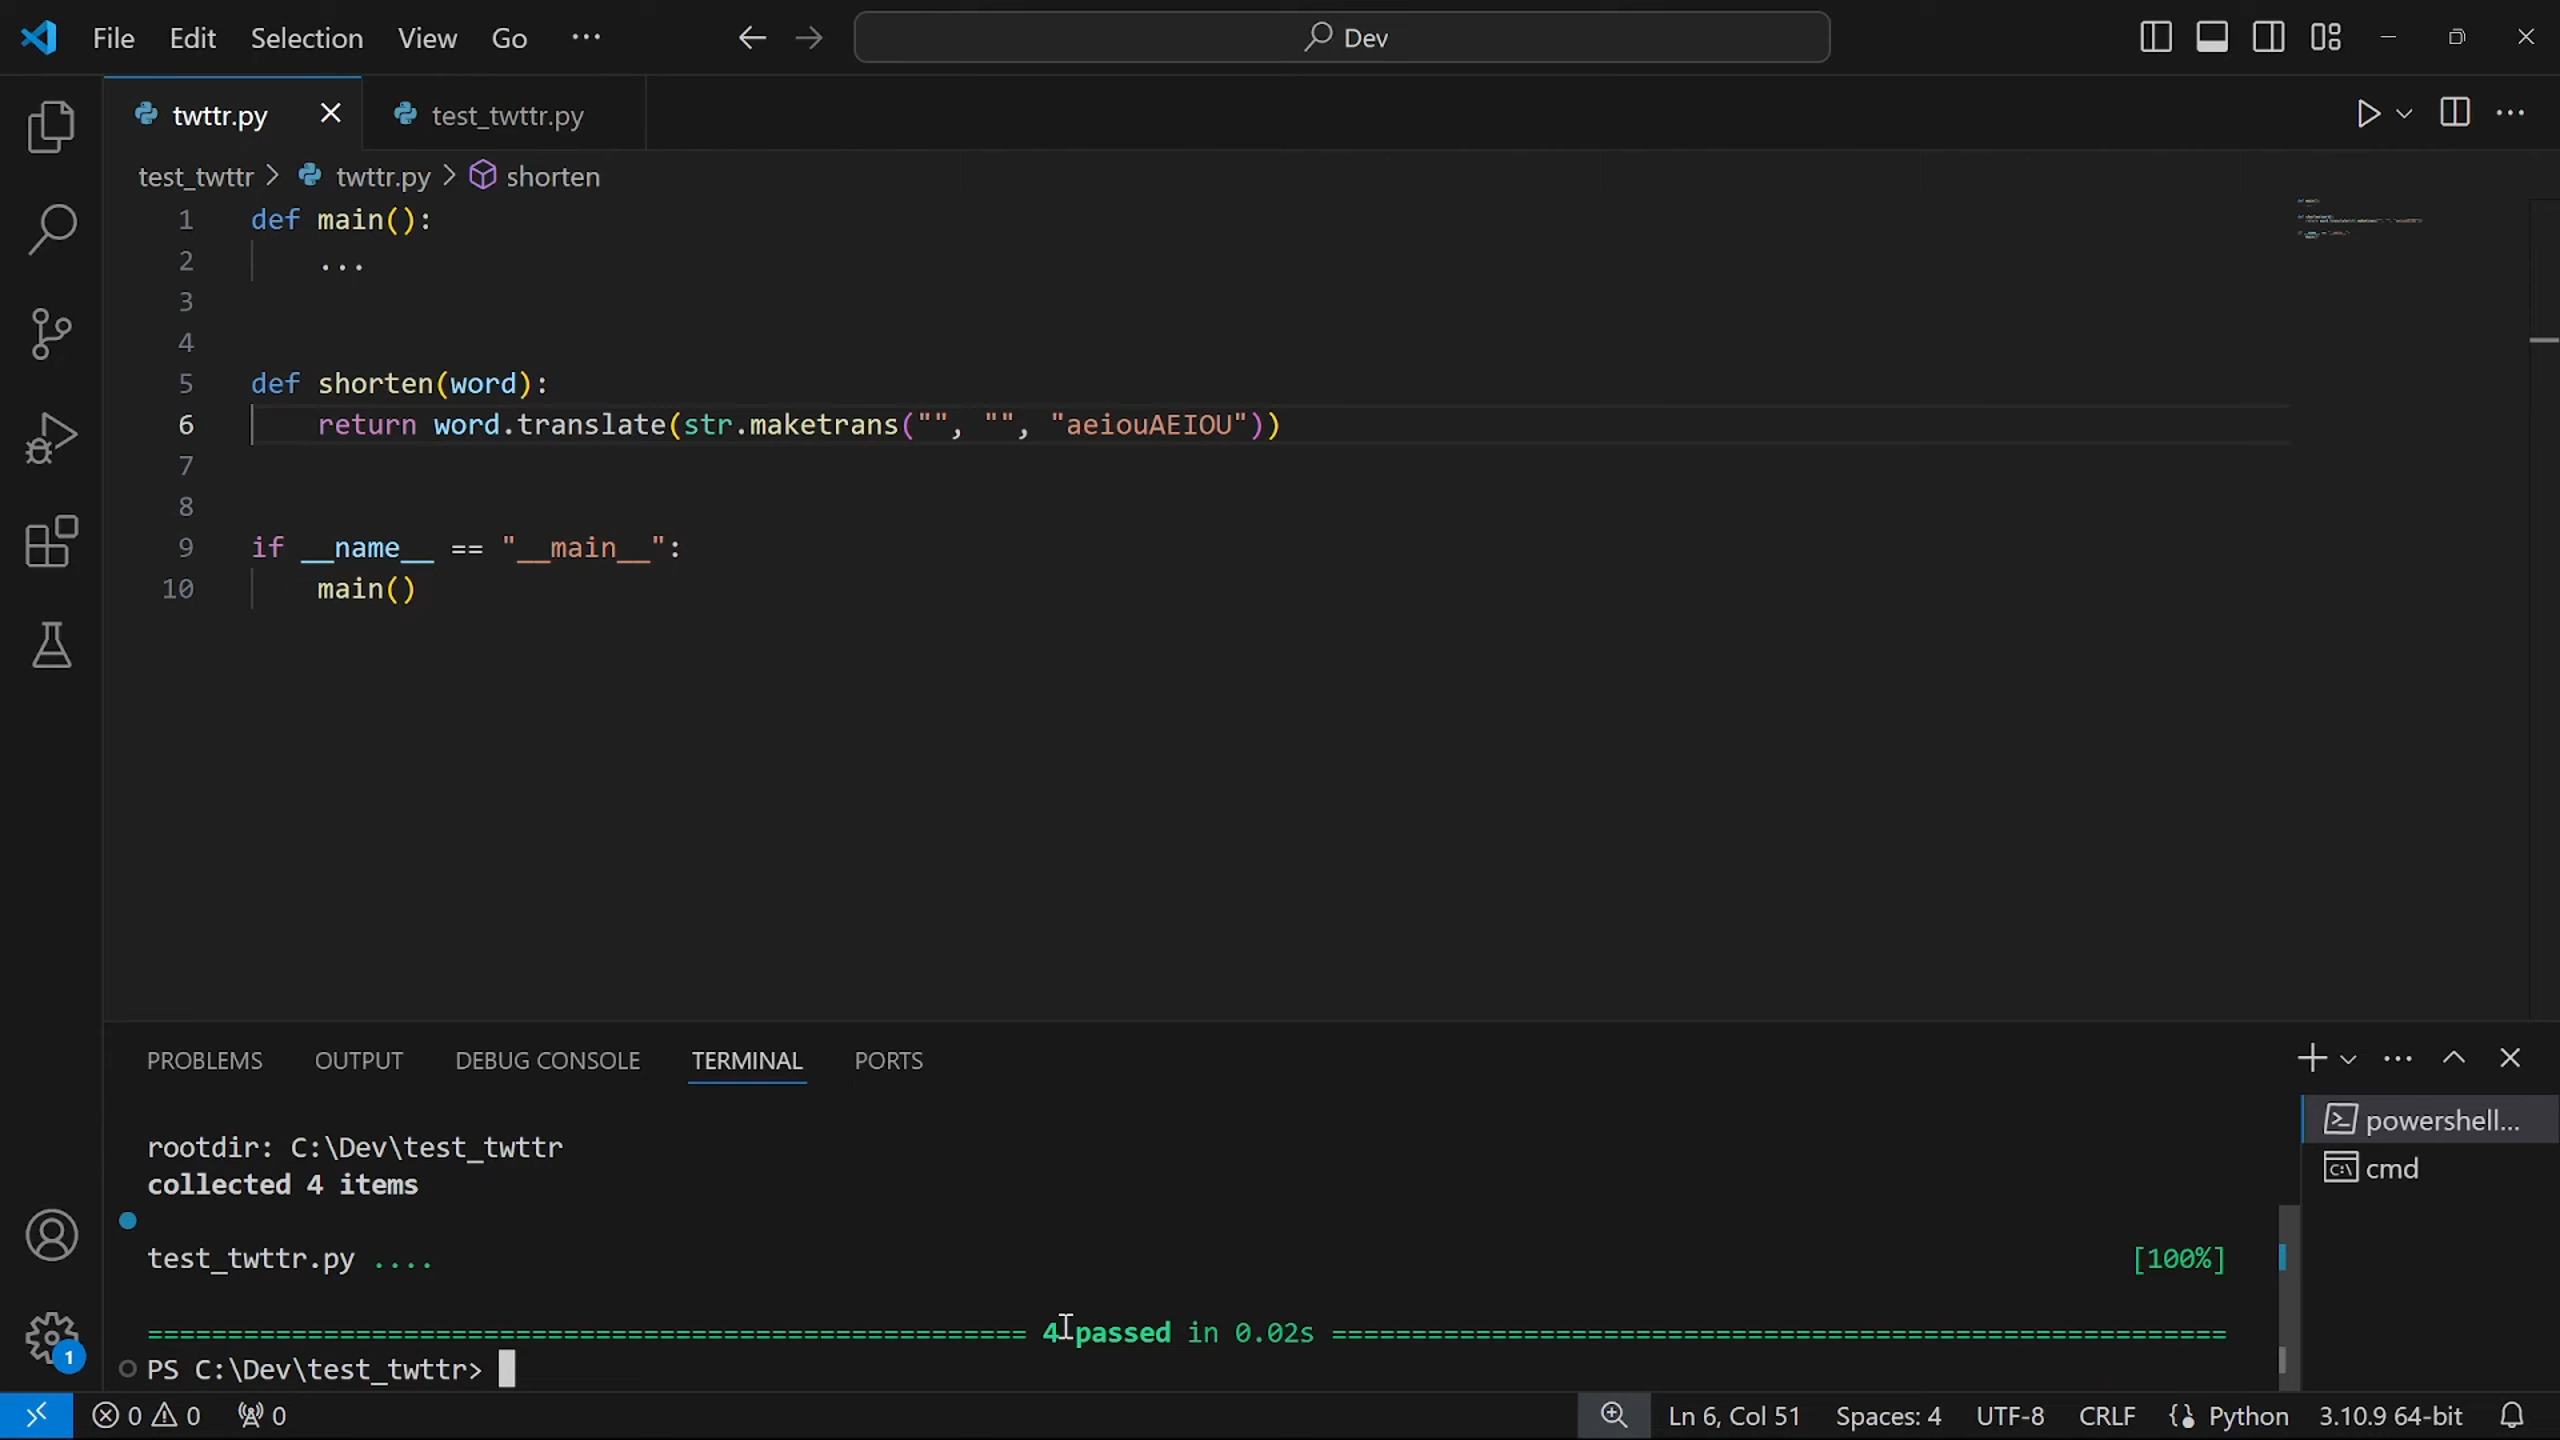 File Edit Selection View Go ··· Dev
twttr.py test_twttr.py
test_twttr > twttr.py > shorten
1 def main():
2     ...
3
4
5 def shorten(word):
6     return word.translate(str.maketrans("", "", "aeiouAEIOU"))
7
8
9 if __name__ == "__main__":
10     main()
PROBLEMS OUTPUT DEBUG CONSOLE TERMINAL PORTS
powershell...
cmd
rootdir: C:\Dev\test_twttr
collected 4 items
test_twttr.py .... [100%]
======================================================= 4 passed in 0.02s ========================================================
PS C:\Dev\test_twttr>
1
0 0 0 Ln 6, Col 51 Spaces: 4 UTF-8 CRLF Python 3.10.9 64-bit